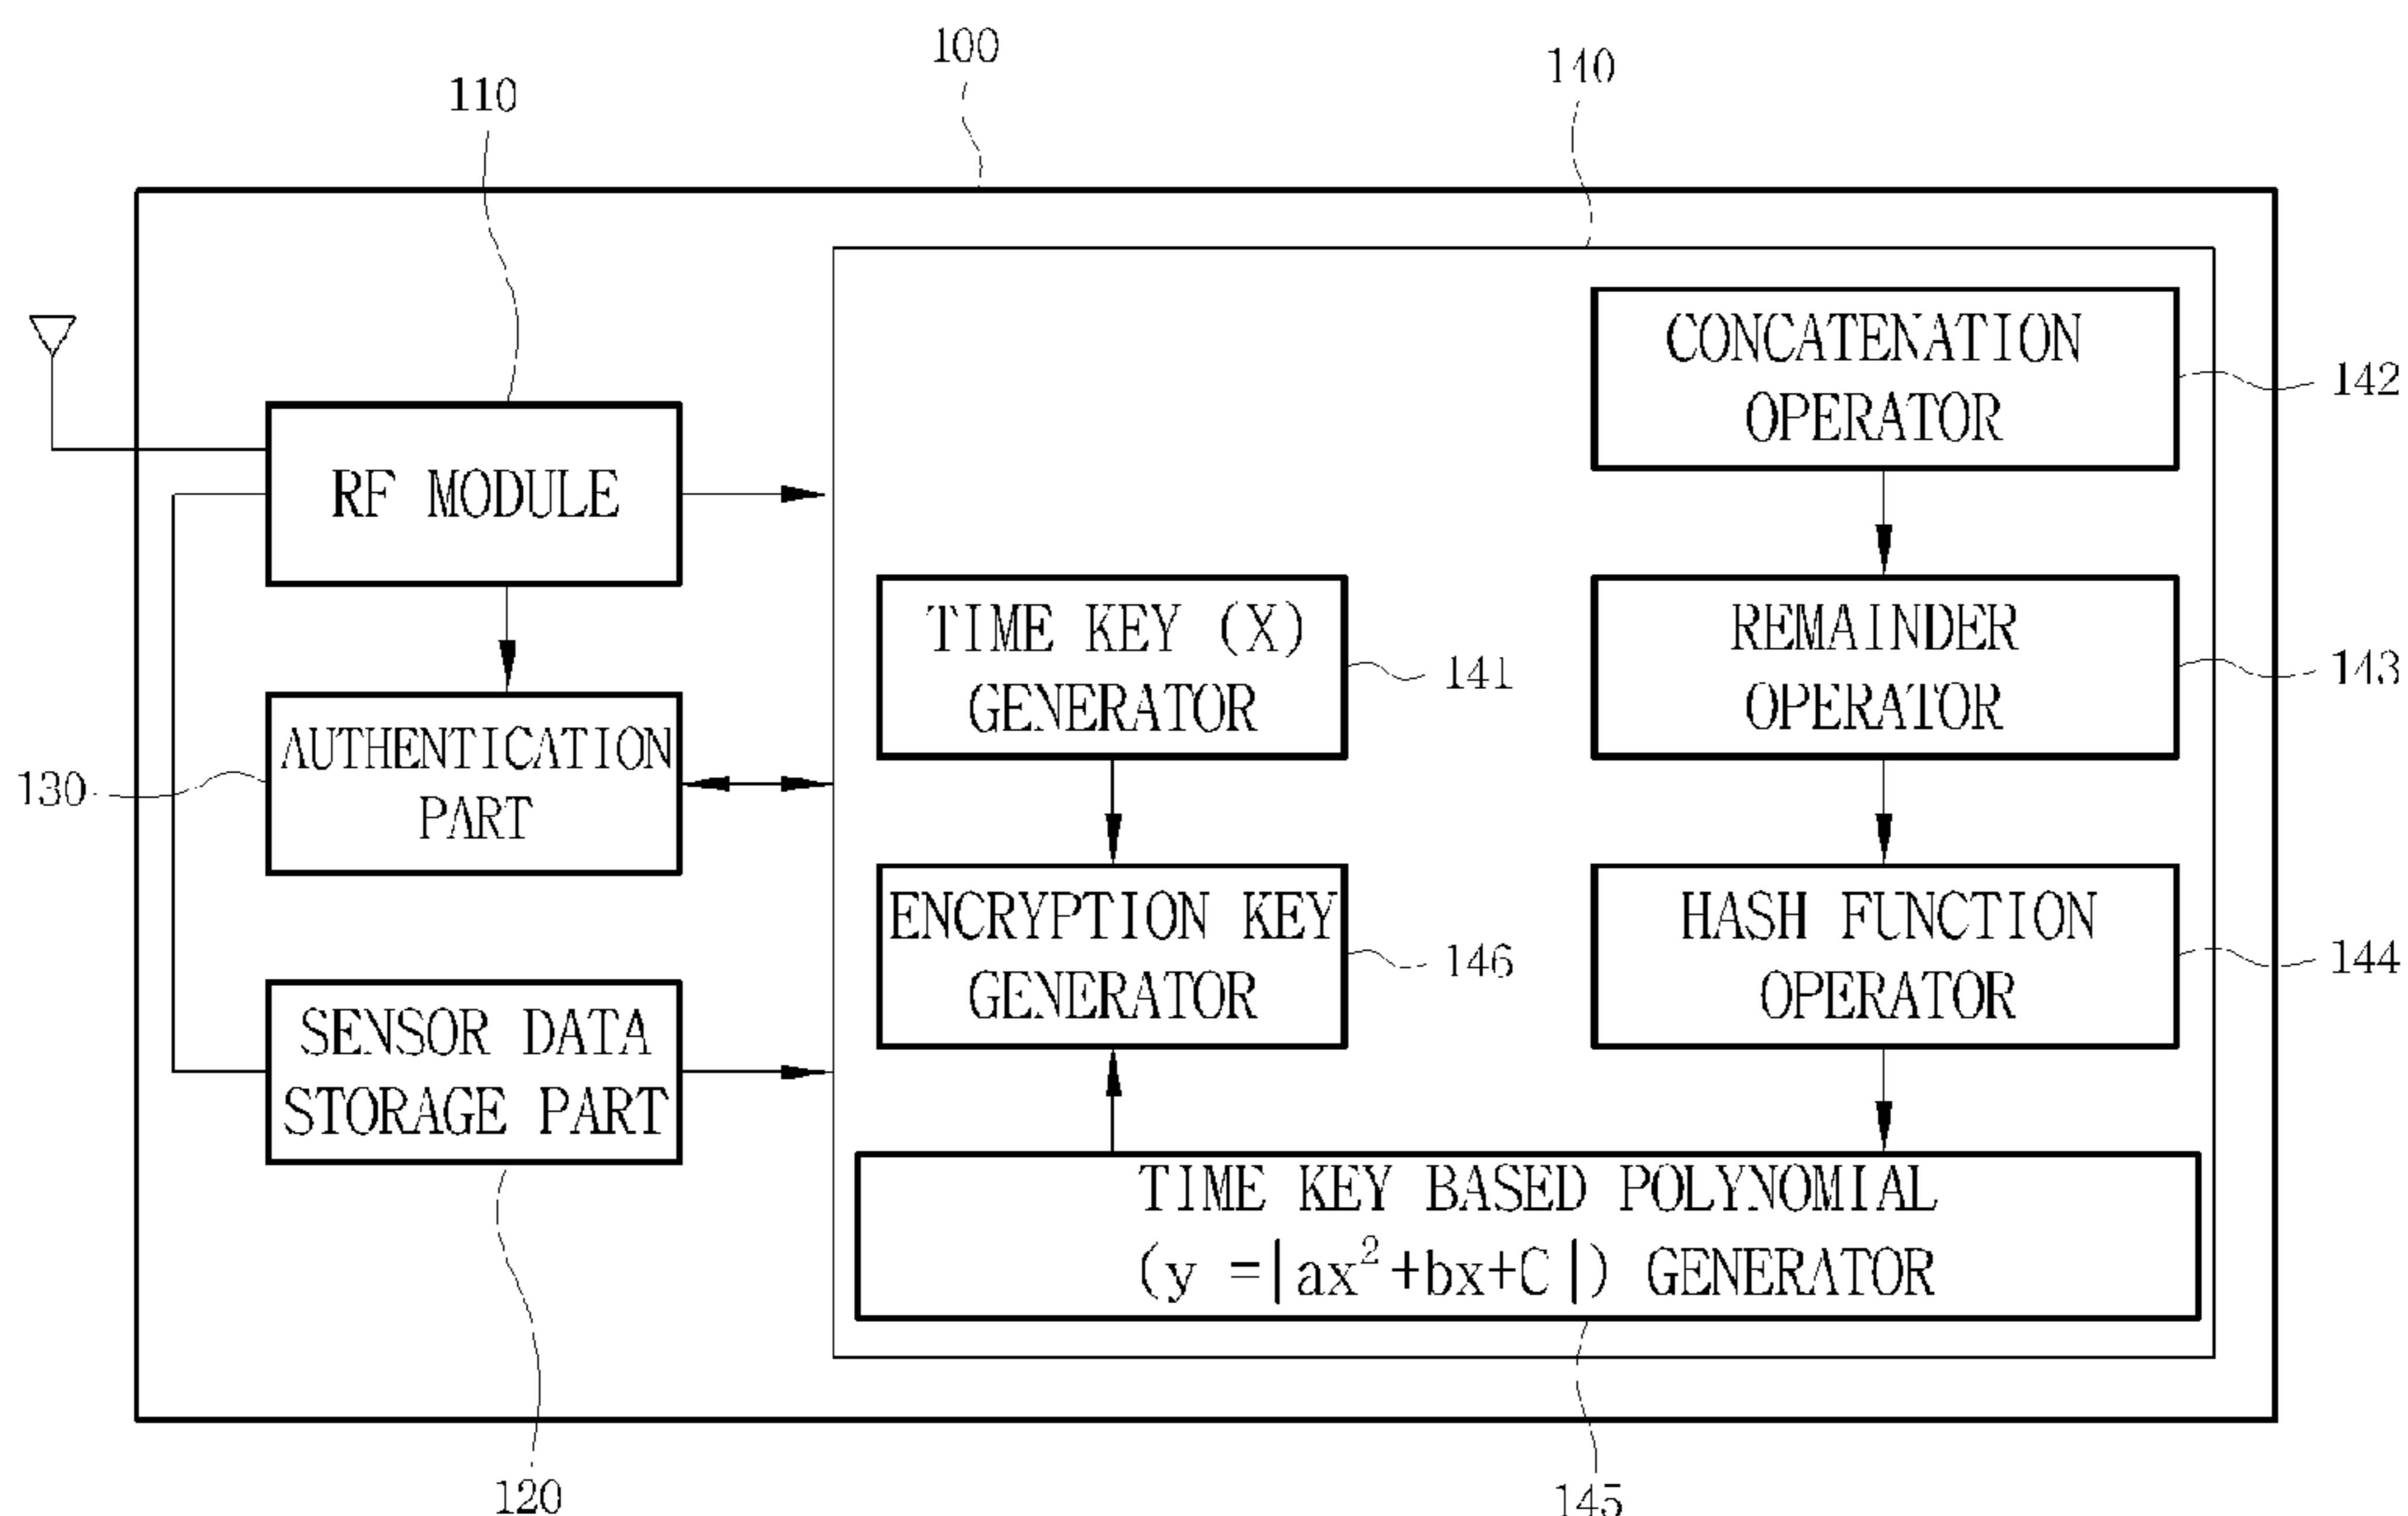 100
110
140
CONCATENATION
OPERATOR
142
RF MODULE
TIME KEY (X)
GENERATOR
141
REMAINDER
OPERATOR
143
AUTHENTICATION
PART
130
ENCRYPTION KEY
GENERATOR
146
HASH FUNCTION
OPERATOR
144
SENSOR DATA
STORAGE PART
TIME KEY BASED POLYNOMIAL
(y =|ax²+bx+C|) GENERATOR
120
145